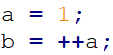 a = 1;
b = ++a;